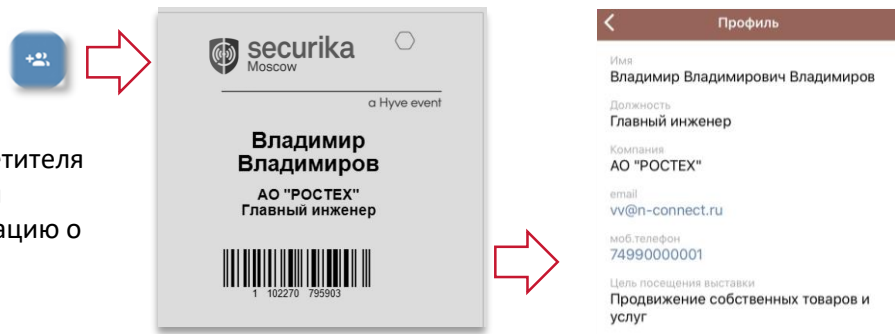 етителя
ацию о
securika
Moscow
a Hyve event
Владимир
Владимиров
АО "РОСТЕХ"
Главный инженер
1 102270 795903
Профиль
Имя
Владимир Владимирович Владимиров
Должность
Главный инженер
Компания
АО "РОСТЕХ"
email
vv@n-connect.ru
моб.телефон
74990000001
Цель посещения выставки
Продвижение собственных товаров и
услуг